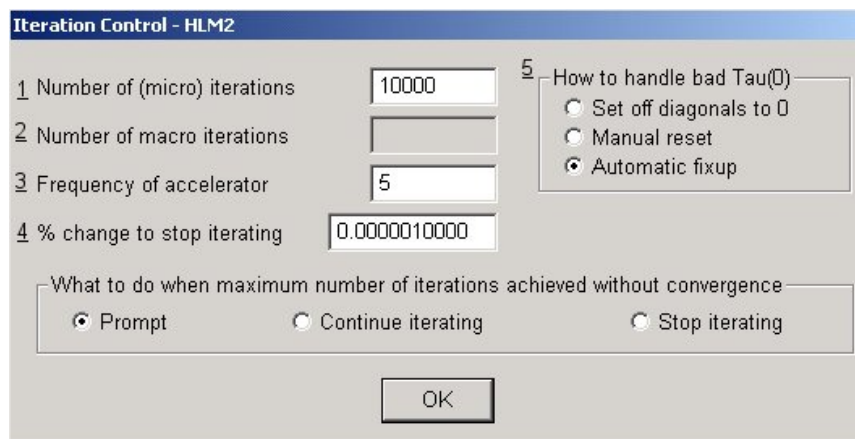 Iteration Control - HLM2
1 Number of (micro) iterations 10000
2 Number of macro iterations
3 Frequency of accelerator 5
4 % change to stop iterating 0.0000010000
5 How to handle bad Tau(0)
Set off diagonals to 0
Manual reset
Automatic fixup
What to do when maximum number of iterations achieved without convergence
Prompt Continue iterating Stop iterating
OK